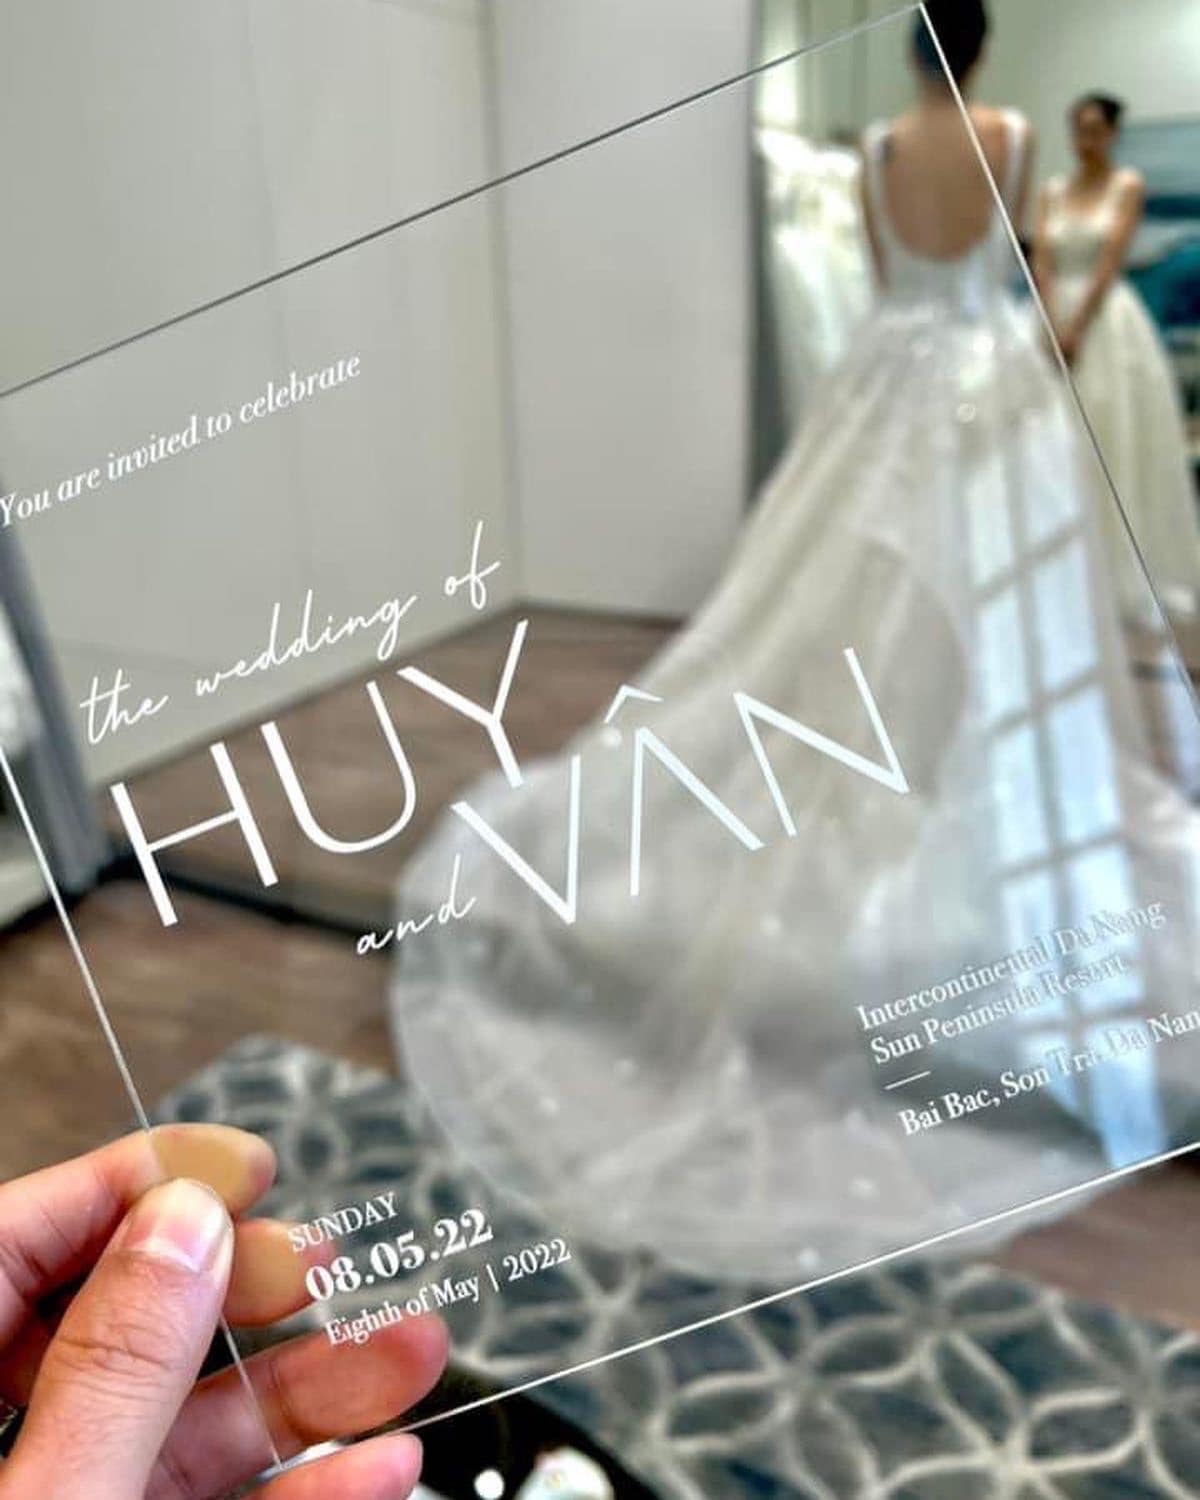 You are invited to celebrate
the wedding of
HUY
and VÂN
Intercontinental Da Nang
Sun Peninsula Resort
Bai Bac, Son Tra, Da Nan
SUNDAY
08.05.22
Eighth of May | 2022